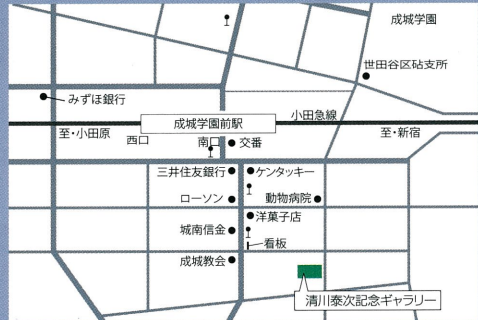 成城学園
世田谷区砧支所
みずほ銀行
成城学園前駅
小田急線
至・小田原
至・新宿
西口
南口
交番
三井住友銀行
ケンタッキー
ローソン
動物病院
洋菓子店
城南信金
看板
成城教会
清川泰次記念ギャラリー